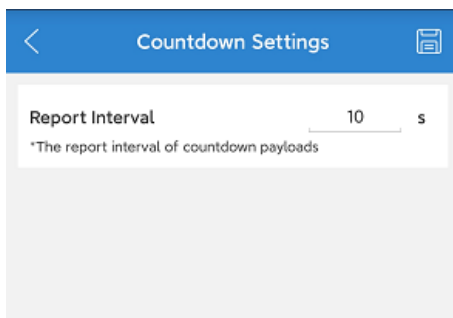 Countdown Settings
Report Interval 10 s
*The report interval of countdown payloads